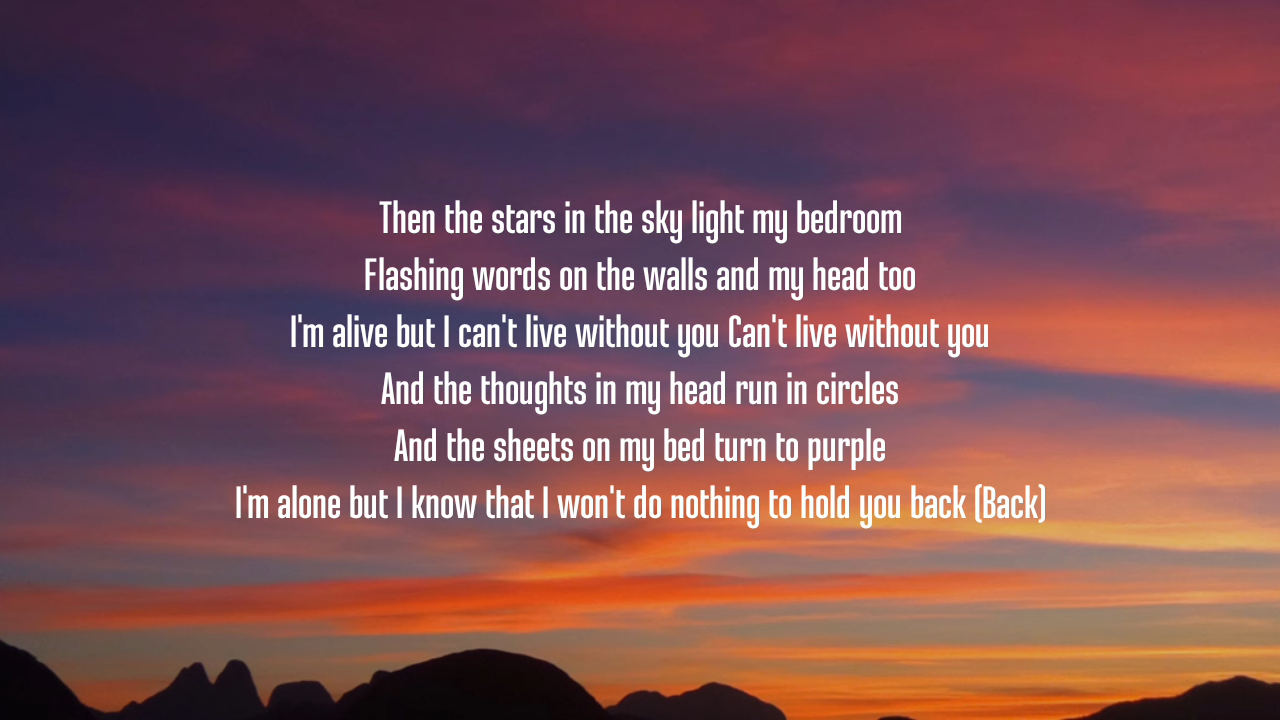 Then the stars in the sky light my bedroom
Flashing words on the walls and my head too
I'm alive but I can't live without you Can't live without you
And the thoughts in my head run in circles
And the sheets on my bed turn to purple
I'm alone but I know that I won't do nothing to hold you back (Back)